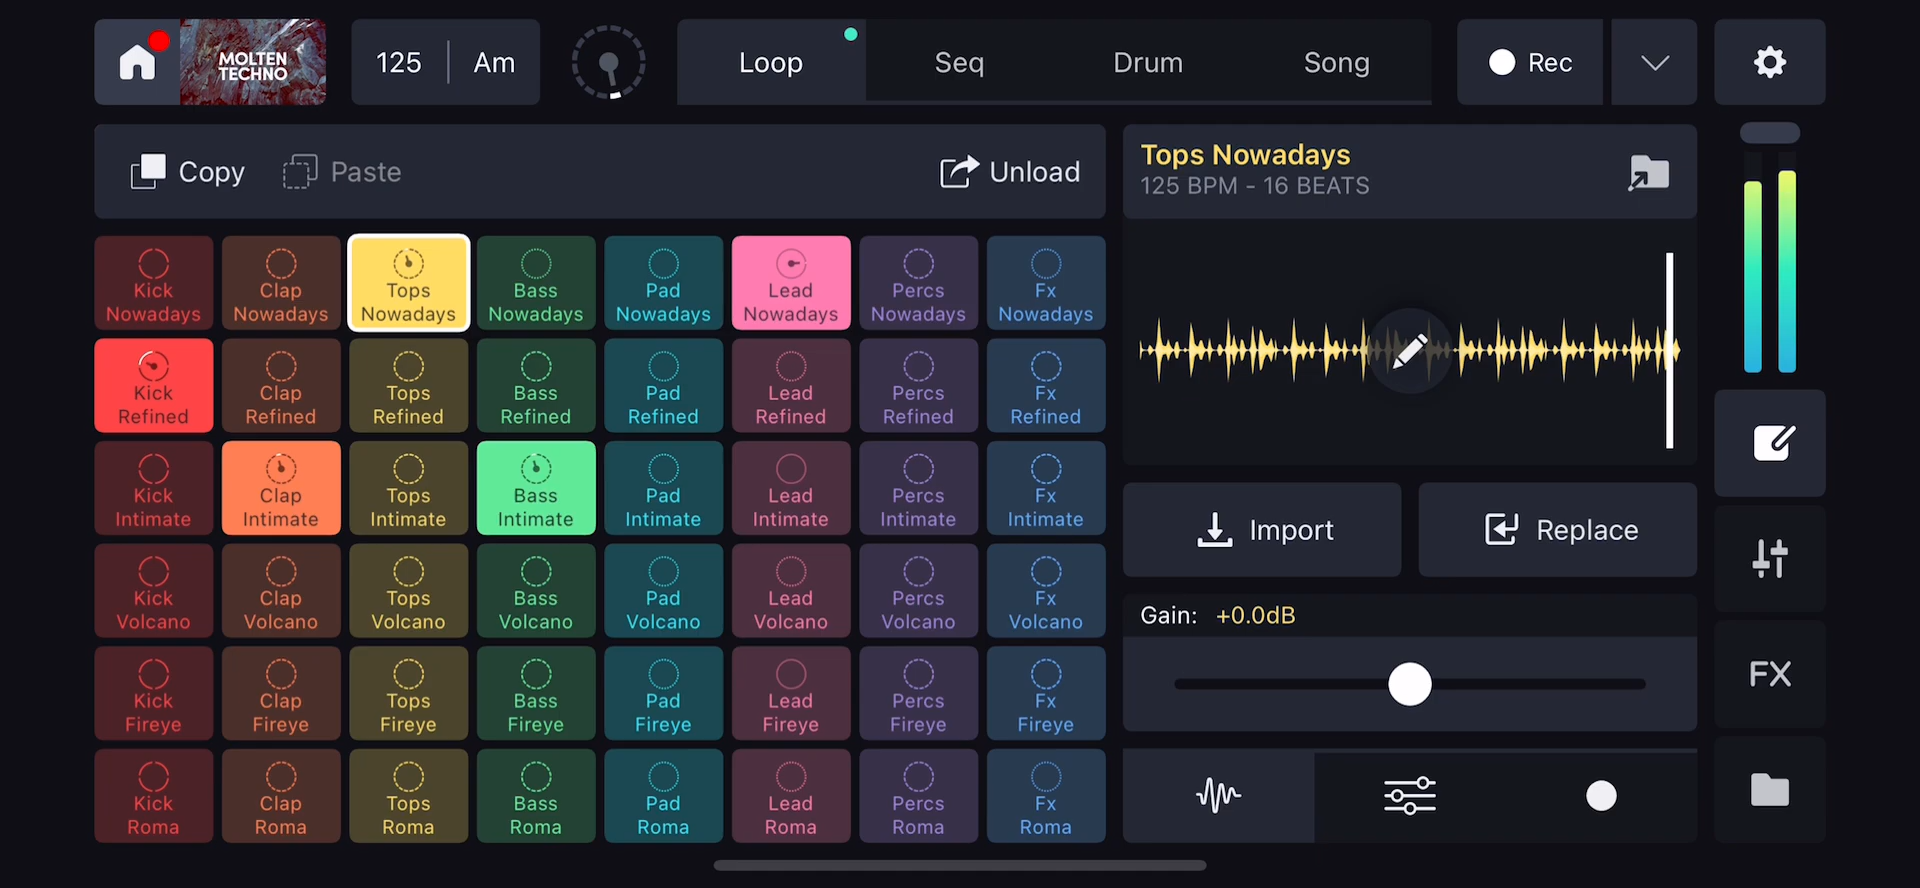 MOLTEN
TECHNO
125 Am
Loop Seq Drum Song
Rec
Copy Paste Unload
Tops Nowadays
125 BPM - 16 BEATS
Kick Nowadays
Clap Nowadays
Tops Nowadays
Bass Nowadays
Pad Nowadays
Lead Nowadays
Percs Nowadays
Fx Nowadays
Kick Refined
Clap Refined
Tops Refined
Bass Refined
Pad Refined
Lead Refined
Percs Refined
Fx Refined
Kick Intimate
Clap Intimate
Tops Intimate
Bass Intimate
Pad Intimate
Lead Intimate
Percs Intimate
Fx Intimate
Kick Volcano
Clap Volcano
Tops Volcano
Bass Volcano
Pad Volcano
Lead Volcano
Percs Volcano
Fx Volcano
Kick Fireye
Clap Fireye
Tops Fireye
Bass Fireye
Pad Fireye
Lead Fireye
Percs Fireye
Fx Fireye
Kick Roma
Clap Roma
Tops Roma
Bass Roma
Pad Roma
Lead Roma
Percs Roma
Fx Roma
Import Replace
Gain: +0.0dB
FX